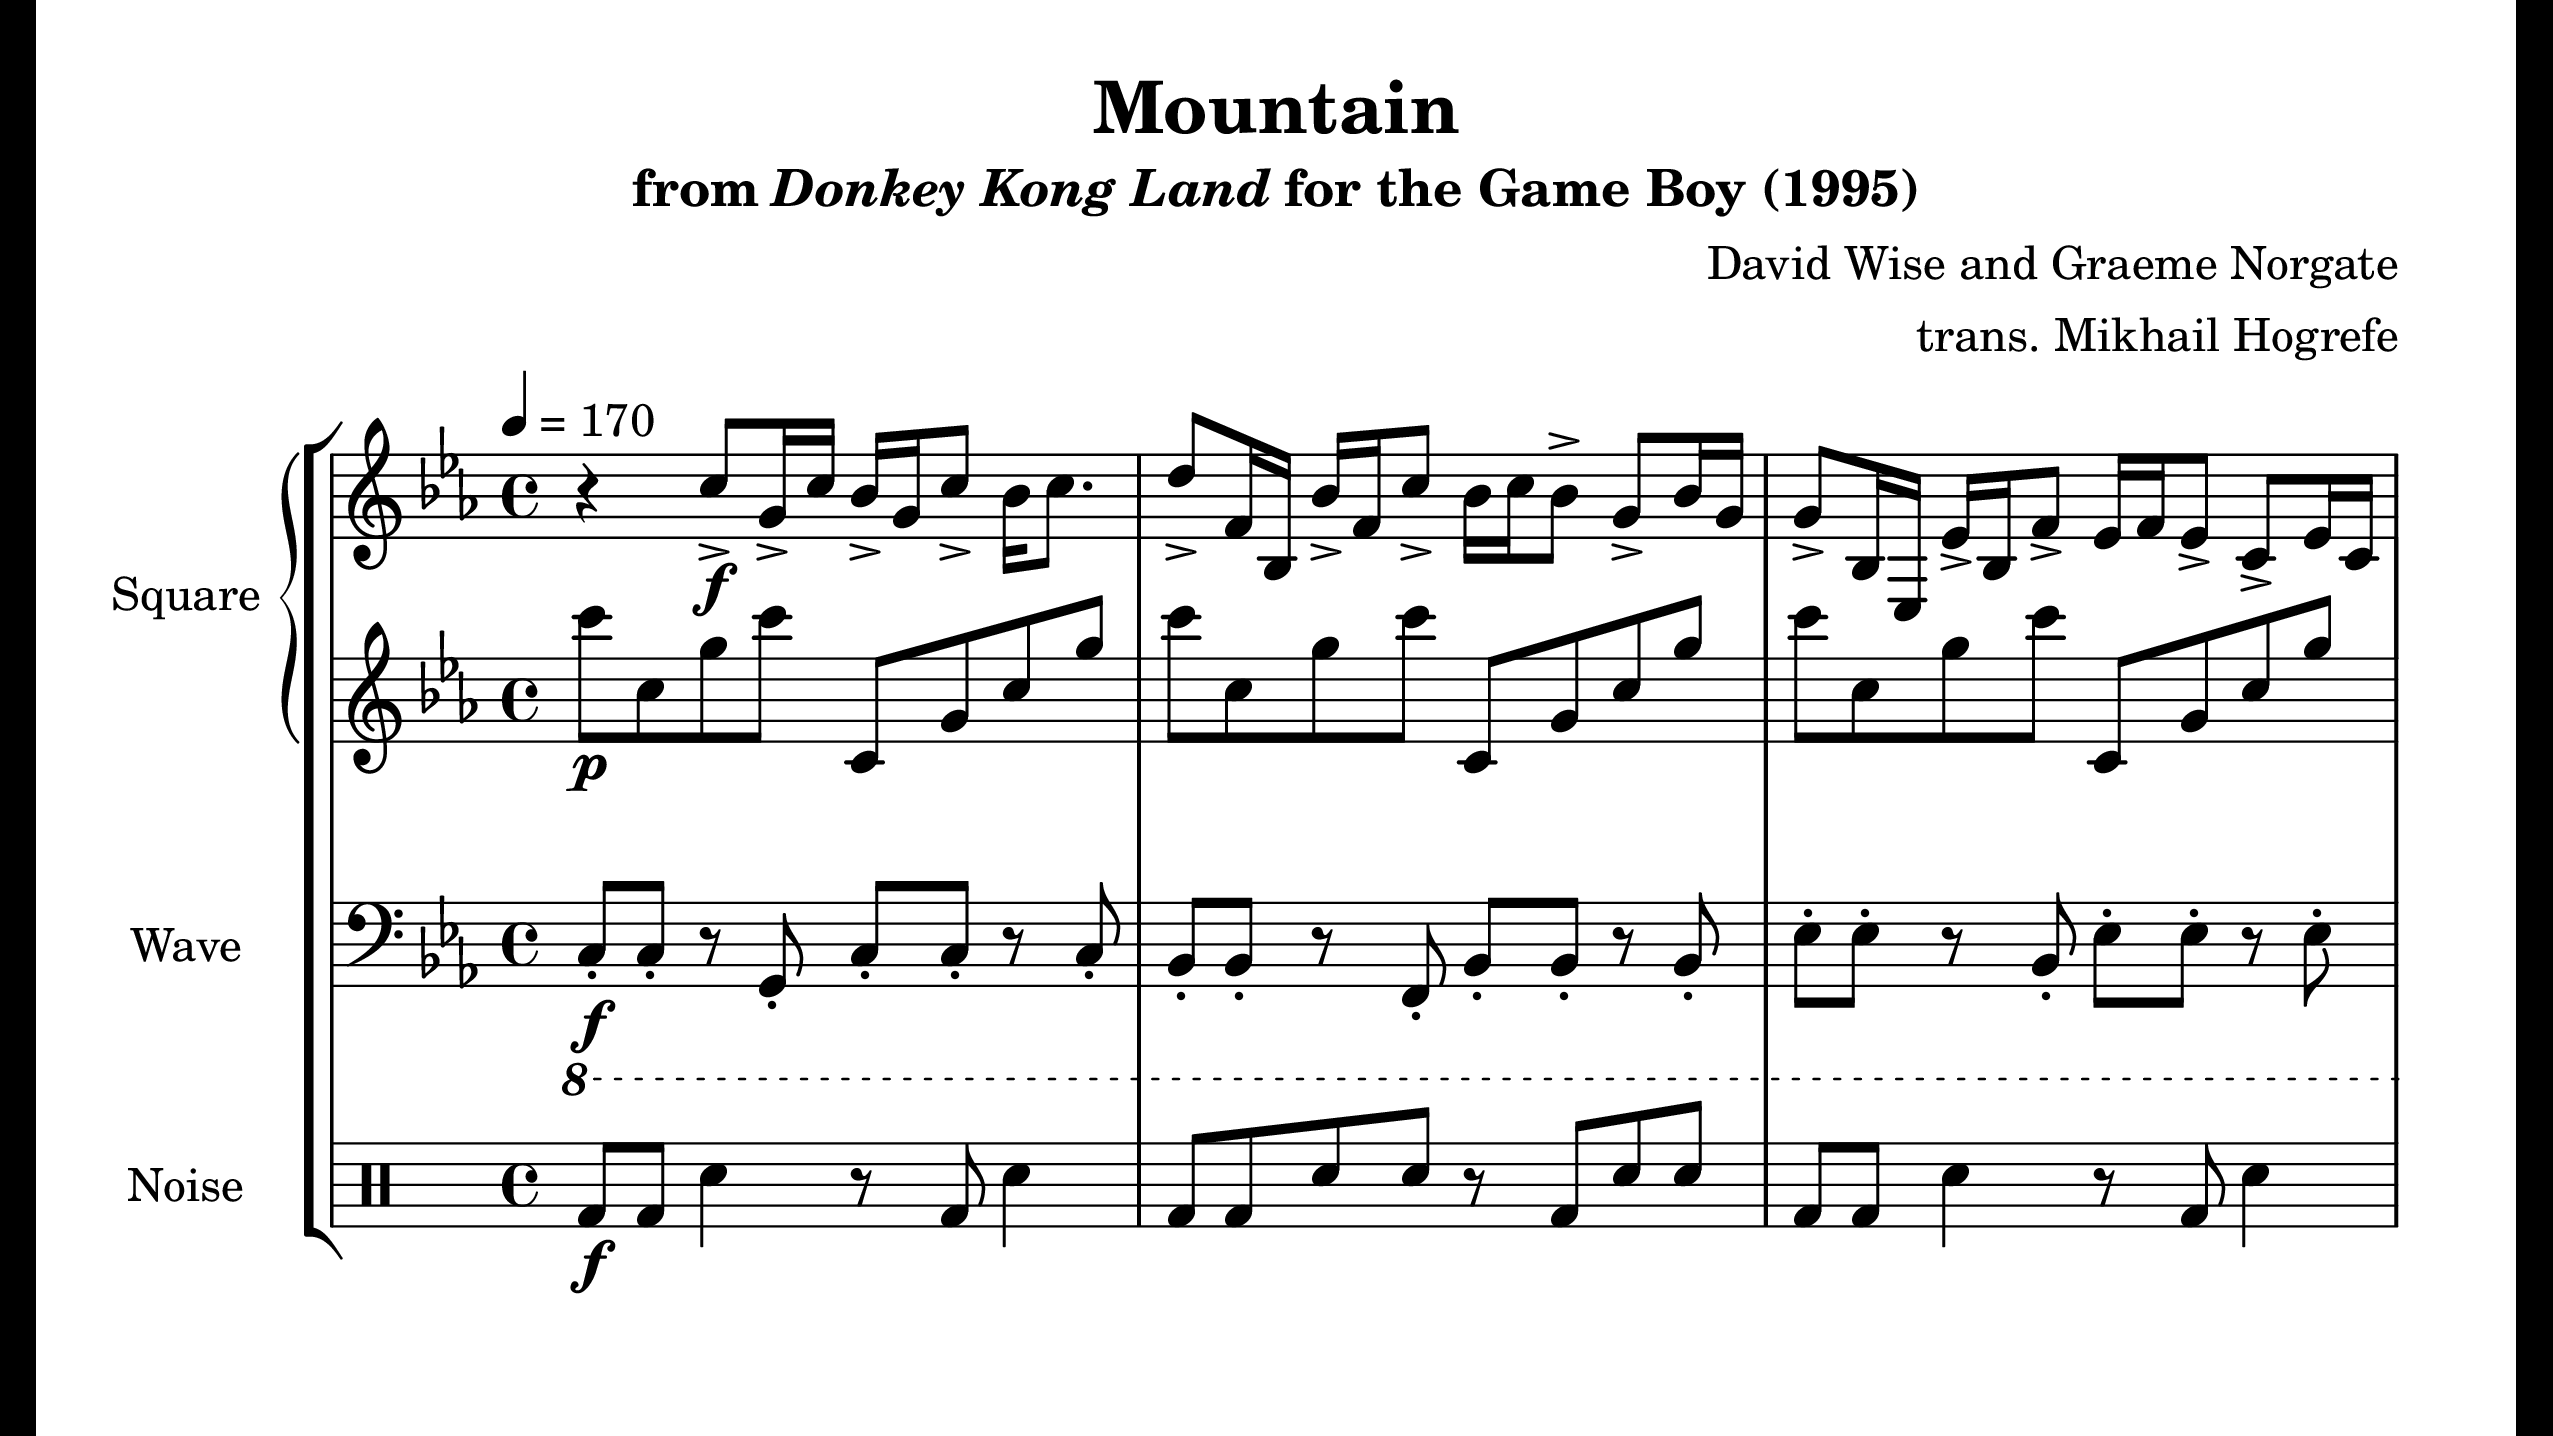 Mountain
from Donkey Kong Land for the Game Boy (1995)
David Wise and Graeme Norgate
trans. Mikhail Hogrefe
= 170
Square
f
p
Wave
f
8
Noise
f